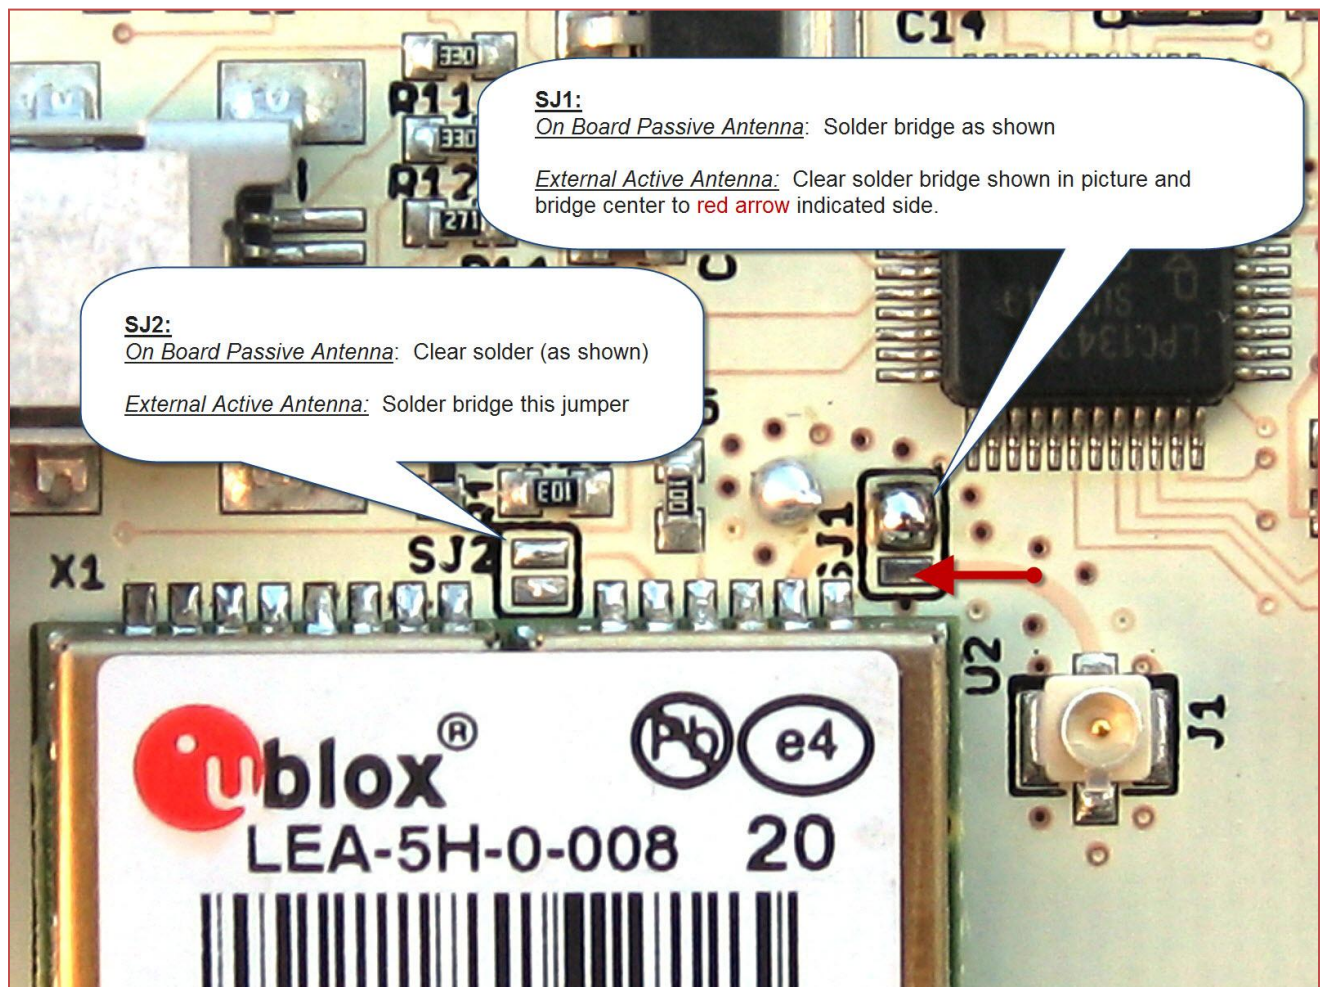 C14
330
R11
SJ1:
On Board Passive Antenna: Solder bridge as shown
330
R12
External Active Antenna: Clear solder bridge shown in picture and
bridge center to red arrow indicated side.
271
SJ2:
On Board Passive Antenna: Clear solder (as shown)
External Active Antenna: Solder bridge this jumper
103
100
SJ1
SJ2
X1
U2
J1
ublox®
Pb
e4
LEA-5H-0-008 20